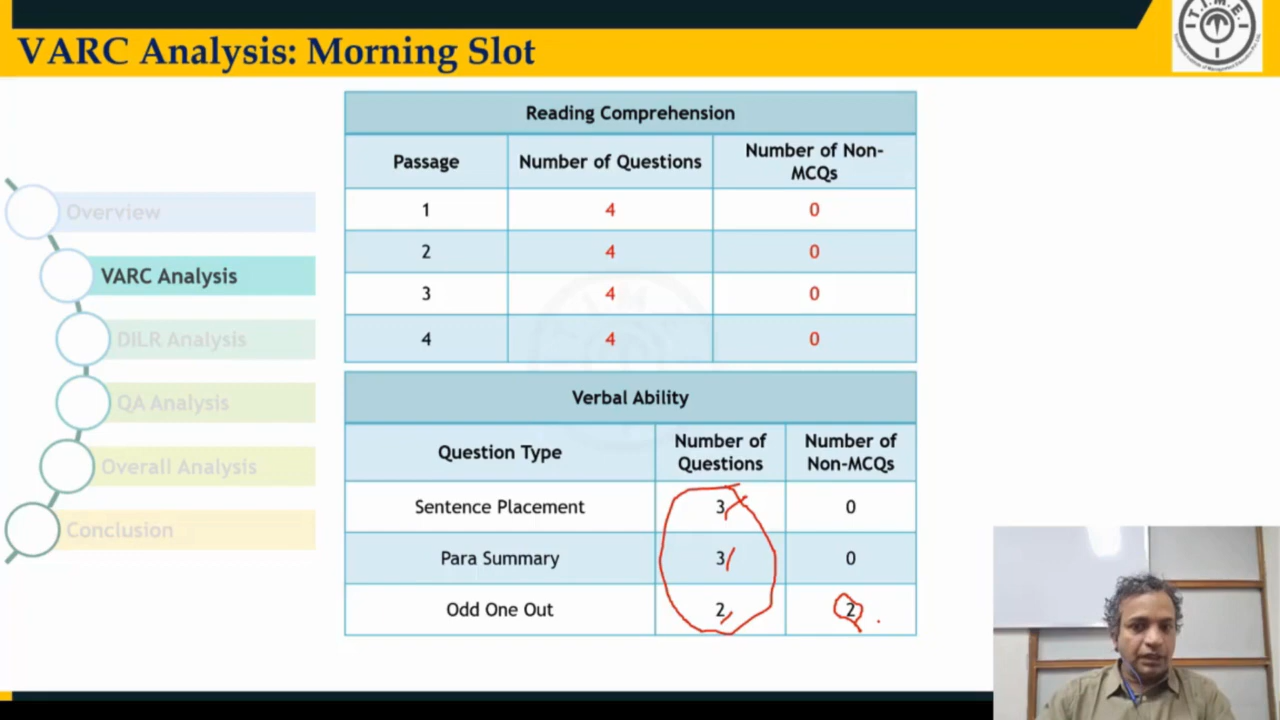 VARC Analysis: Morning Slot
T.I.M.E.
Overview
VARC Analysis
DILR Analysis
QA Analysis
Overall Analysis
Conclusion
Reading Comprehension
Passage Number of Questions Number of Non-
MCQs
1 4 0
2 4 0
3 4 0
4 4 0
Verbal Ability
Question Type Number of Questions Number of Non-MCQs
Sentence Placement 3 0
Para Summary 3 0
Odd One Out 2 2